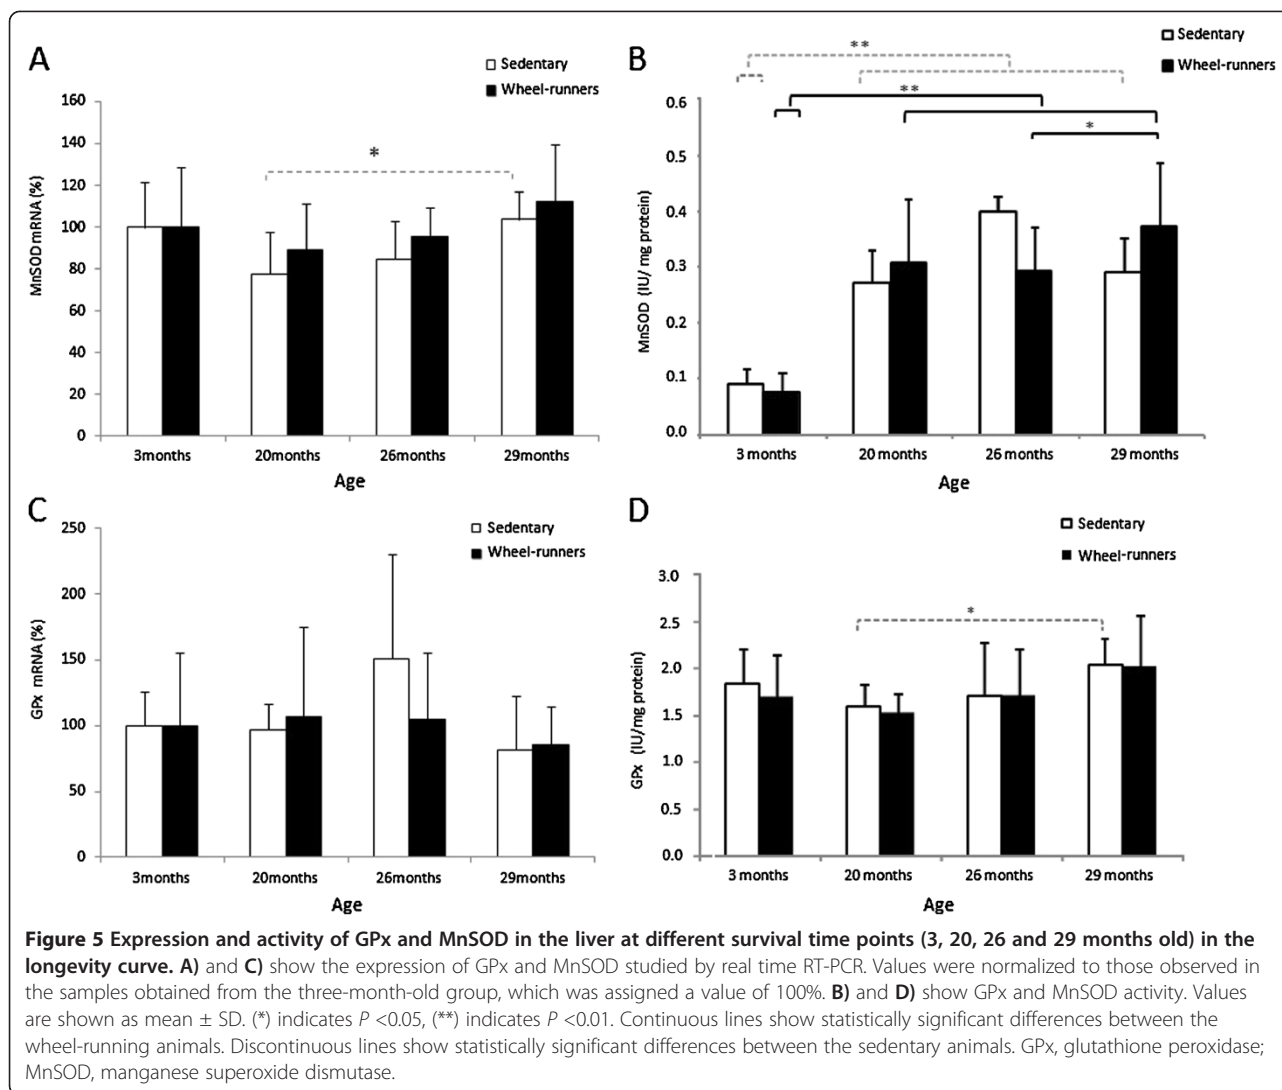 A
Sedentary
Wheel-runners
160
140
120
100
80
60
40
20
0
MnSOD mRNA (%)
*
3months 20months 26months 29months
Age
B
Sedentary
Wheel-runners
**
**
*
0.6
0.5
0.4
0.3
0.2
0.1
0.0
MnSOD (IU/mg protein)
3 months 20 months 26 months 29 months
Age
C
Sedentary
Wheel-runners
250
200
150
100
50
0
GPx mRNA (%)
3months 20months 26months 29months
Age
D
Sedentary
Wheel-runners
*
3.0
2.5
2.0
1.5
1.0
0.5
0.0
GPx (IU/mg protein)
3 months 20 months 26 months 29 months
Age
Figure 5 Expression and activity of GPx and MnSOD in the liver at different survival time points (3, 20, 26 and 29 months old) in the
longevity curve. A) and C) show the expression of GPx and MnSOD studied by real time RT-PCR. Values were normalized to those observed in
the samples obtained from the three-month-old group, which was assigned a value of 100%. B) and D) show GPx and MnSOD activity. Values
are shown as mean ± SD. (*) indicates P <0.05, (**) indicates P <0.01. Continuous lines show statistically significant differences between the
wheel-running animals. Discontinuous lines show statistically significant differences between the sedentary animals. GPx, glutathione peroxidase;
MnSOD, manganese superoxide dismutase.